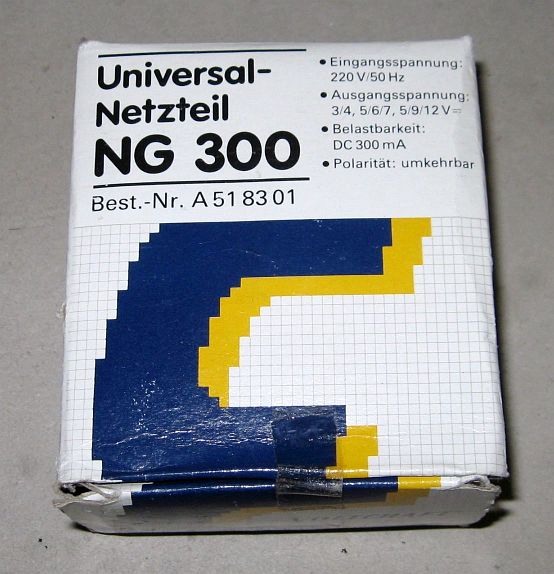 Universal-
Netzteil
NG 300
Best.-Nr. A 51 83 01
• Eingangsspannung:
220 V/50 Hz
• Ausgangsspannung:
3/4, 5/6/7, 5/9/12 V⎓
• Belastbarkeit:
DC 300 mA
• Polarität: umkehrbar